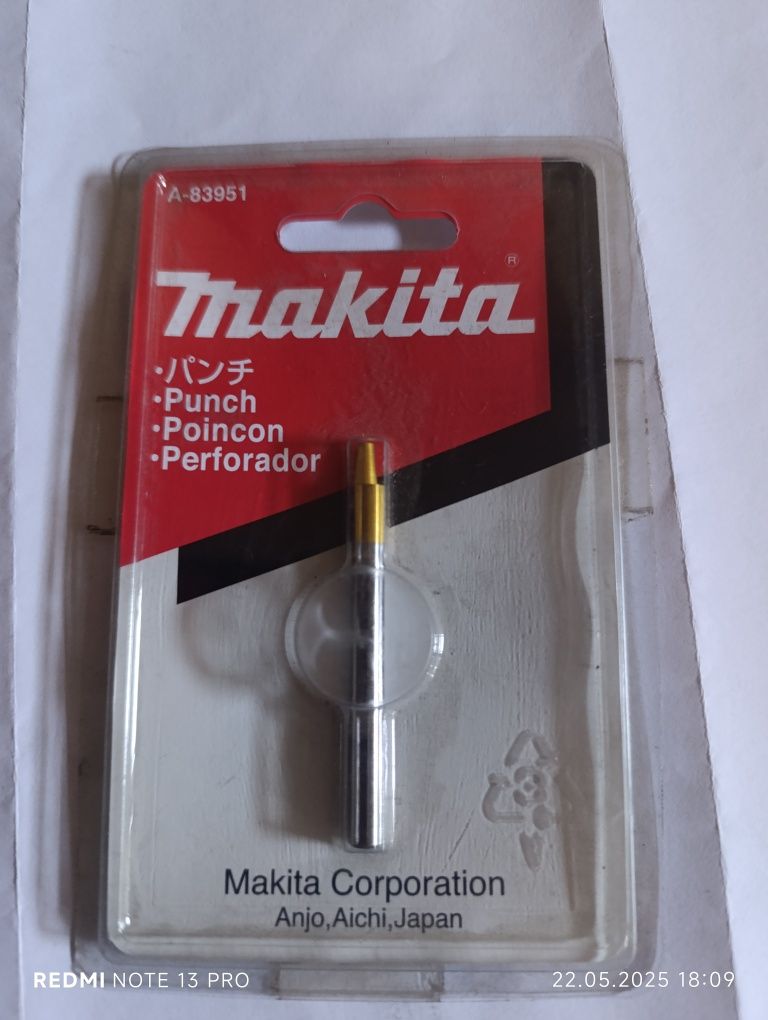 A-83951
makita®
・パンチ
・Punch
・Poincon
・Perforador
Makita Corporation
Anjo,Aichi,Japan
REDMI NOTE 13 PRO
22.05.2025 18:09